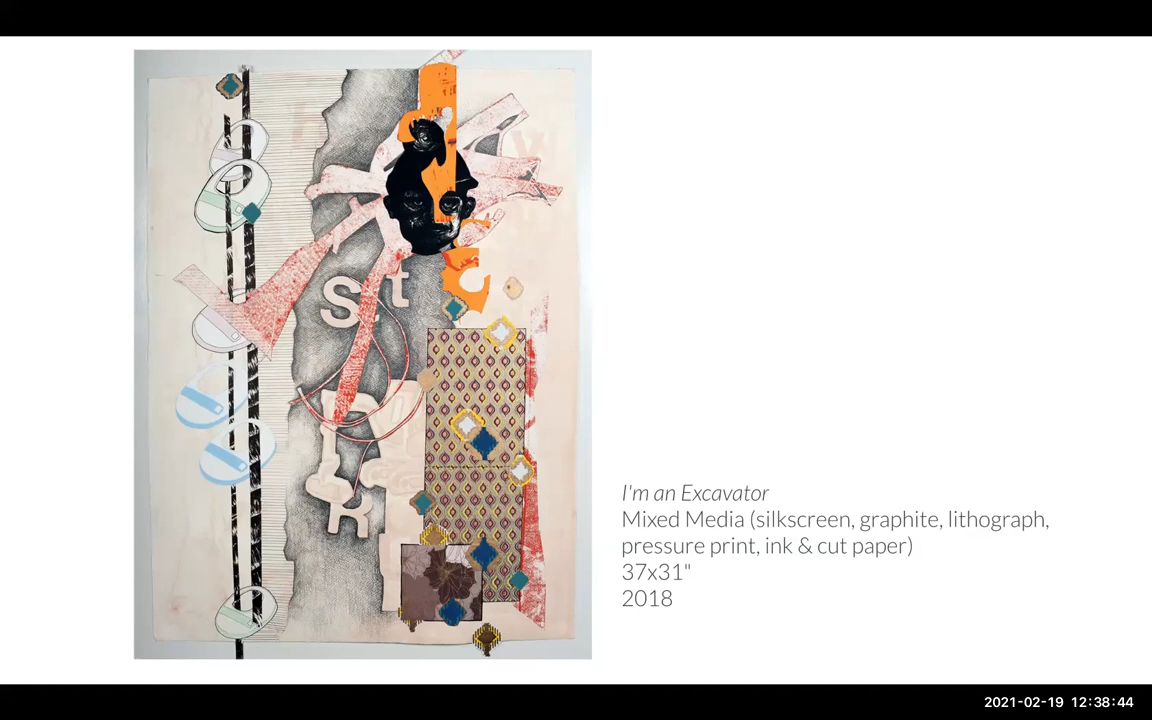 st
k
I'm an Excavator
Mixed Media (silkscreen, graphite, lithograph,
pressure print, ink & cut paper)
37x31"
2018
2021-02-19 12:38:44